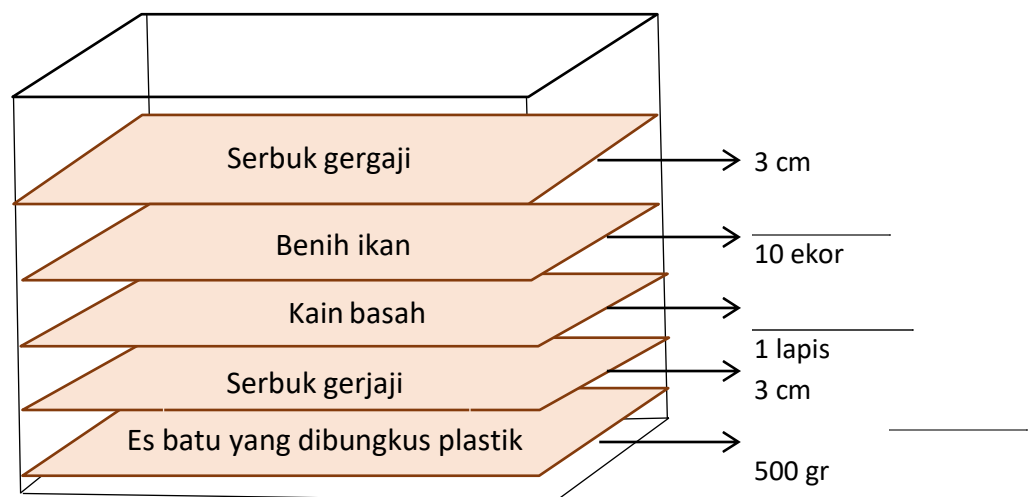 Serbuk gergaji
3 cm
Benih ikan
10 ekor
Kain basah
1 lapis
Serbuk gerjaji
3 cm
Es batu yang dibungkus plastik
500 gr